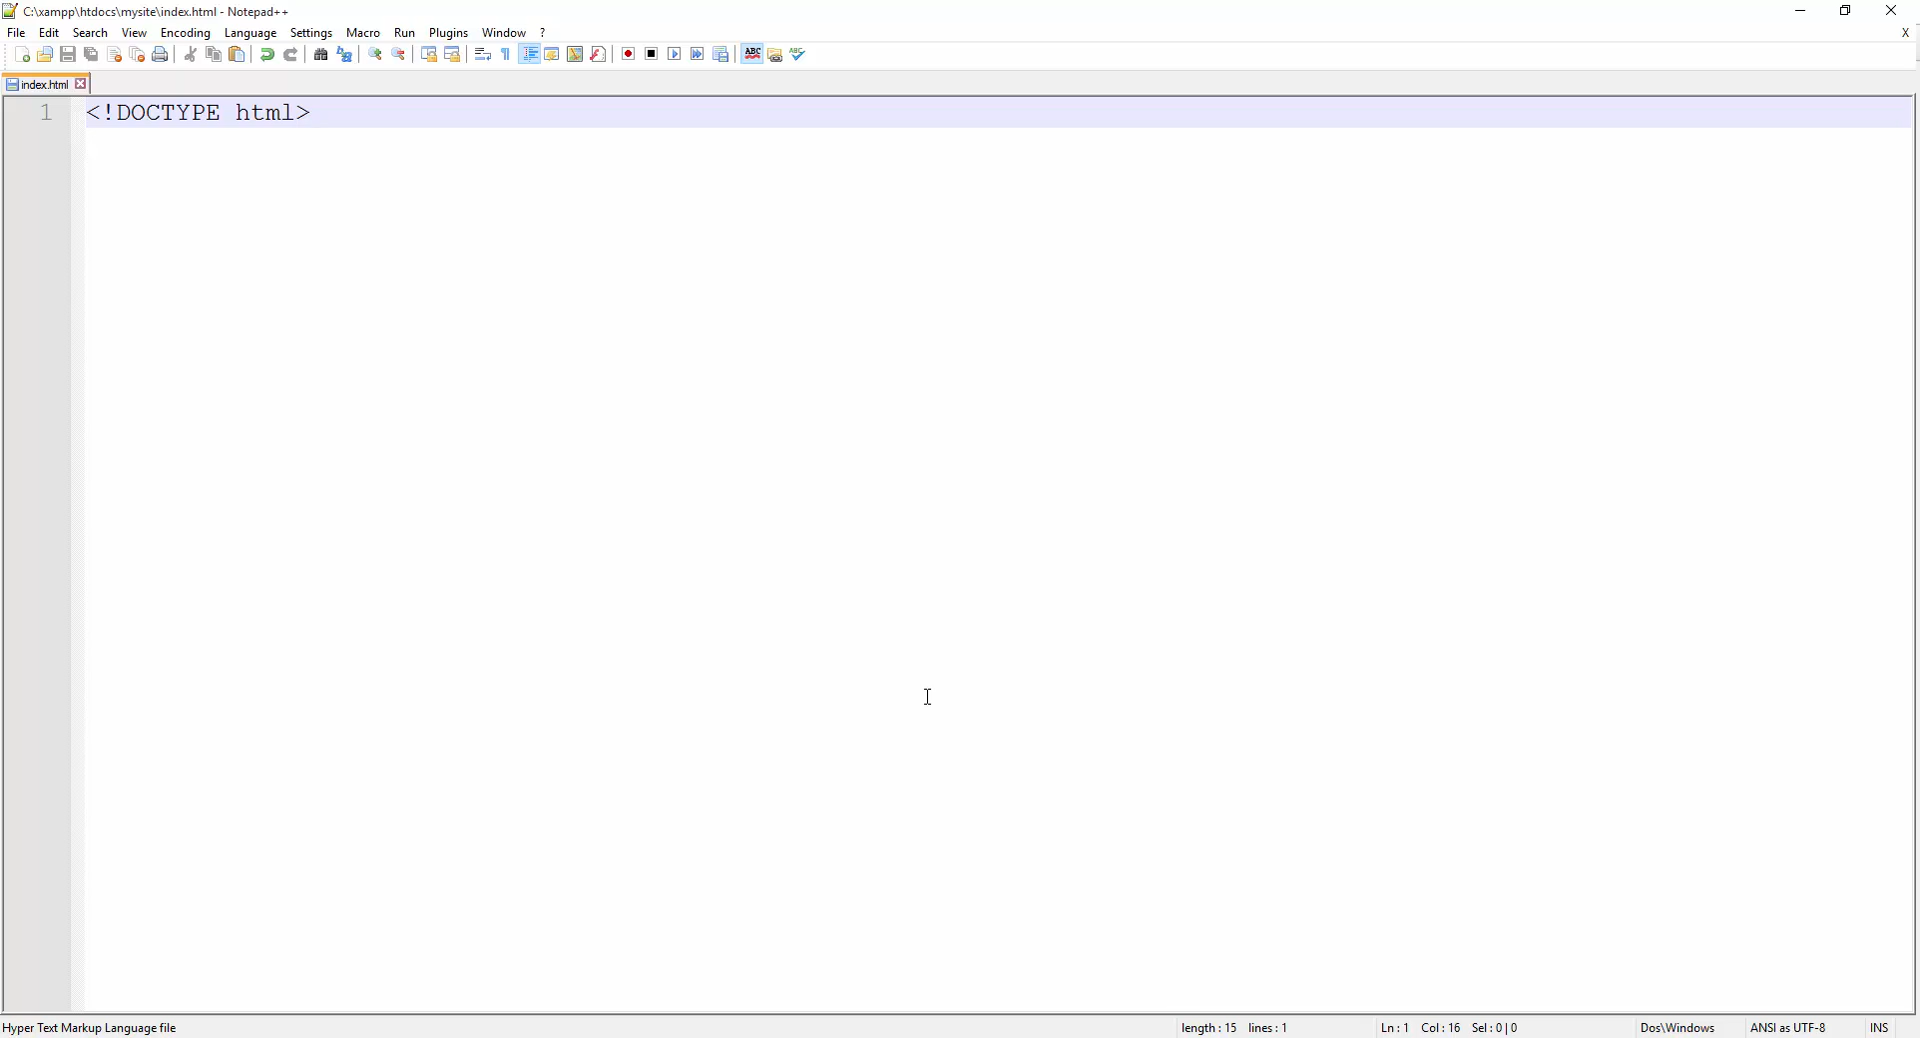 C:\xampp\htdocs\mysite\index.html - Notepad++
File Edit Search View Encoding Language Settings Macro Run Plugins Window ?
X
ABC
ABC
index.html
1 <!DOCTYPE html>
Hyper Text Markup Language file length : 15 lines : 1 Ln : 1 Col : 16 Sel : 0 | 0 Dos\Windows ANSI as UTF-8 INS